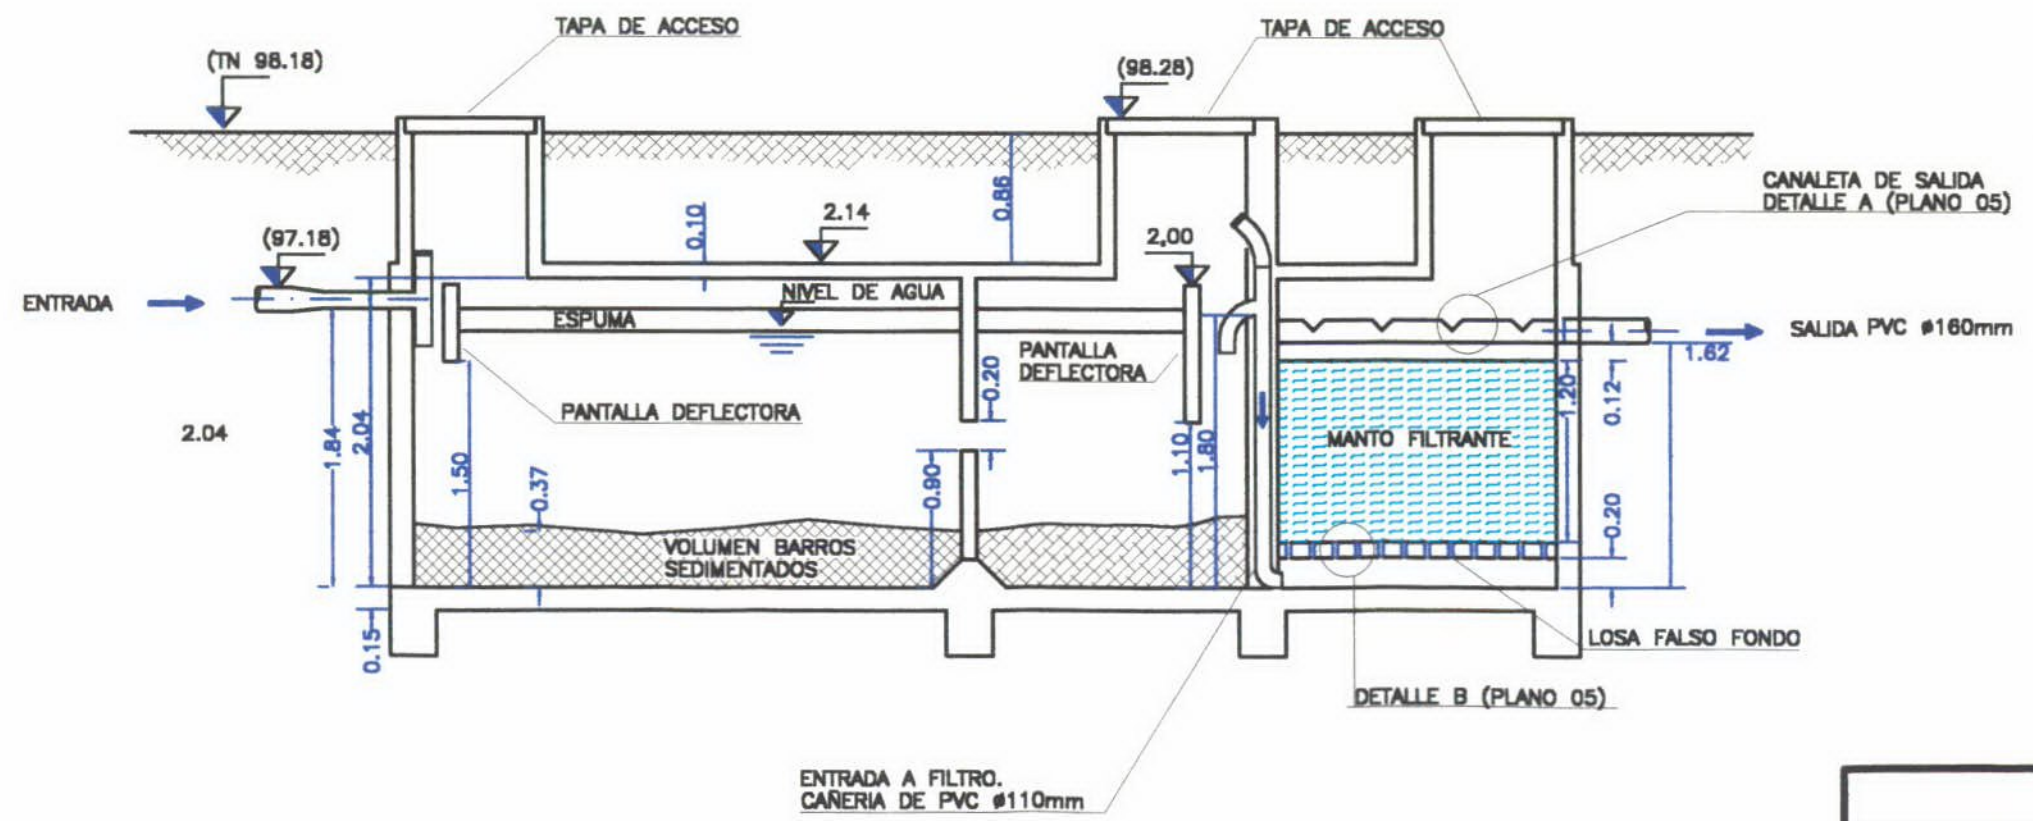 TAPA DE ACCESO
TAPA DE ACCESO
(TN 98.18)
(98.28)
CANALETA DE SALIDA
DETALLE A (PLANO 05)
0.86
0.10
2.14
(97.18)
2,00
ENTRADA
NIVEL DE AGUA
ESPUMA
SALIDA PVC ø160mm
1.62
PANTALLA
DEFLECTORA
0.20
PANTALLA DEFLECTORA
1.20
0.12
2.04
1.84
2.04
MANTO FILTRANTE
1.50
0.37
0.90
1.10
1.80
0.20
VOLUMEN BARROS
SEDIMENTADOS
0.15
LOSA FALSO FONDO
DETALLE B (PLANO 05)
ENTRADA A FILTRO.
CAÑERIA DE PVC ø110mm